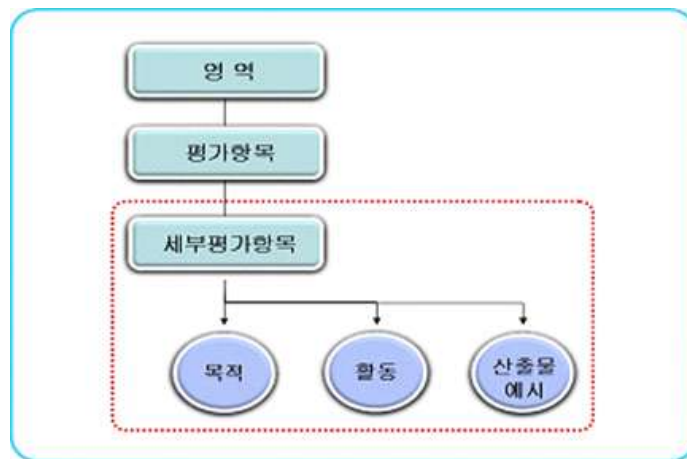 영 역
평가항목
세부평가항목
목적
활동
산출물
예시